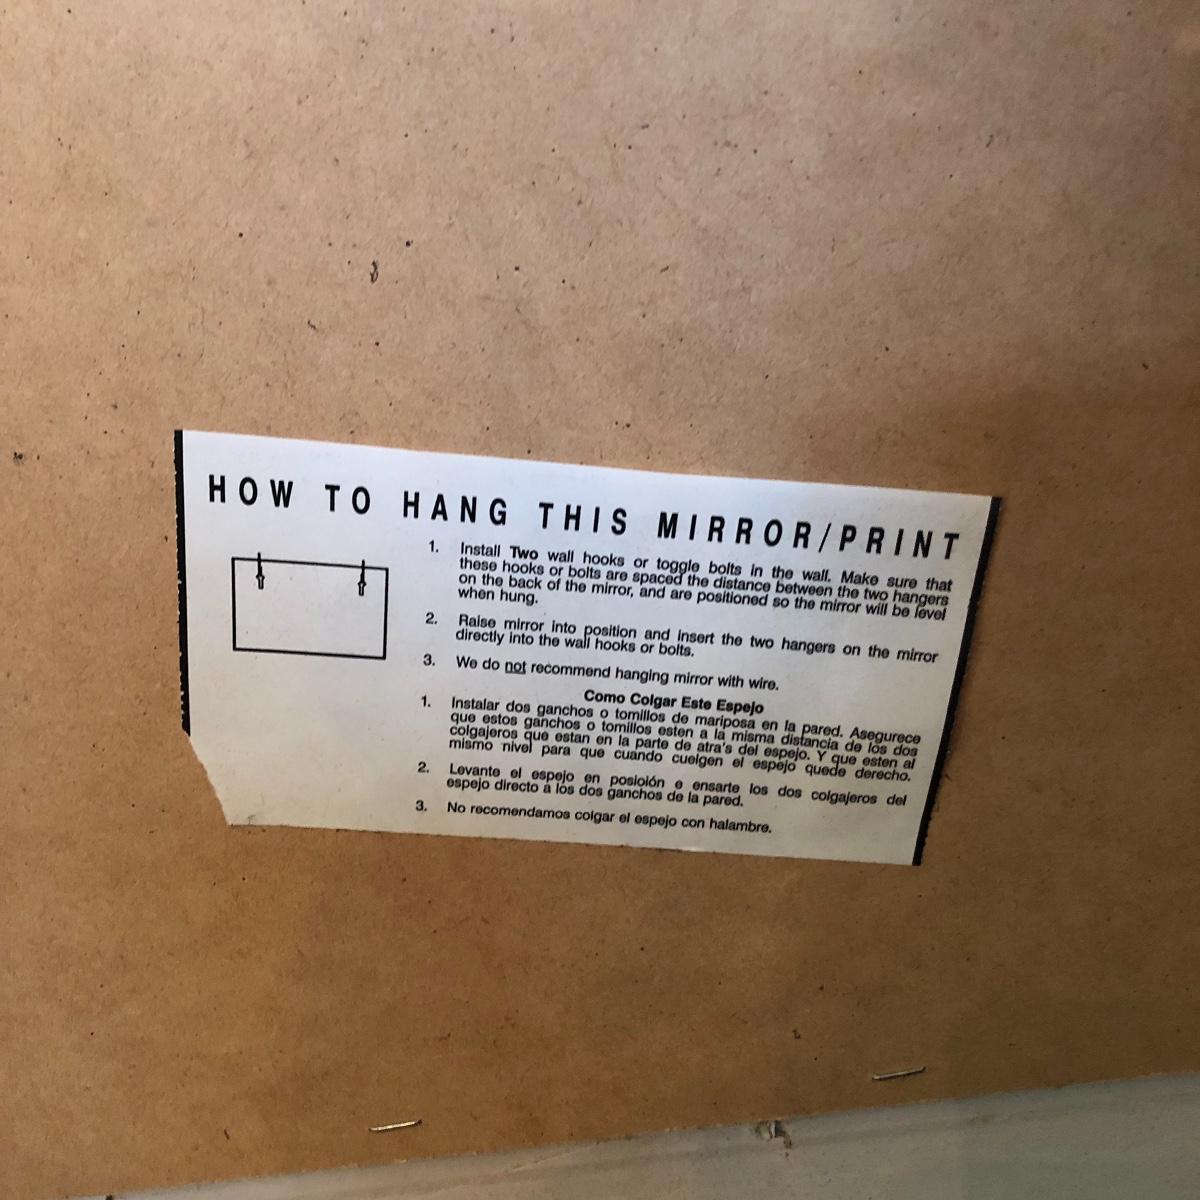 HOW TO HANG THIS MIRROR/PRINT
1. Install Two wall hooks or toggle bolts in the wall. Make sure that
these hooks or bolts are spaced the distance between the two hangers
on the back of the mirror, and are positioned so the mirror will be level
when hung.
2. Raise mirror into position and insert the two hangers on the mirror
directly into the wall hooks or bolts.
3. We do not recommend hanging mirror with wire.
Como Colgar Este Espejo
1. Instalar dos ganchos o tomillos de mariposa en la pared. Asegurece
que estos ganchos o tomillos esten a la misma distancia de los dos
colgajeros que estan en la parte de atra's del espejo. Y que esten al
mismo nivel para que cuando cuelgen el espejo quede derecho.
2. Levante el espejo en posioión e ensarte los dos colgajeros del
espejo directo a los dos ganchos de la pared.
3. No recomendamos colgar el espejo con halambre.